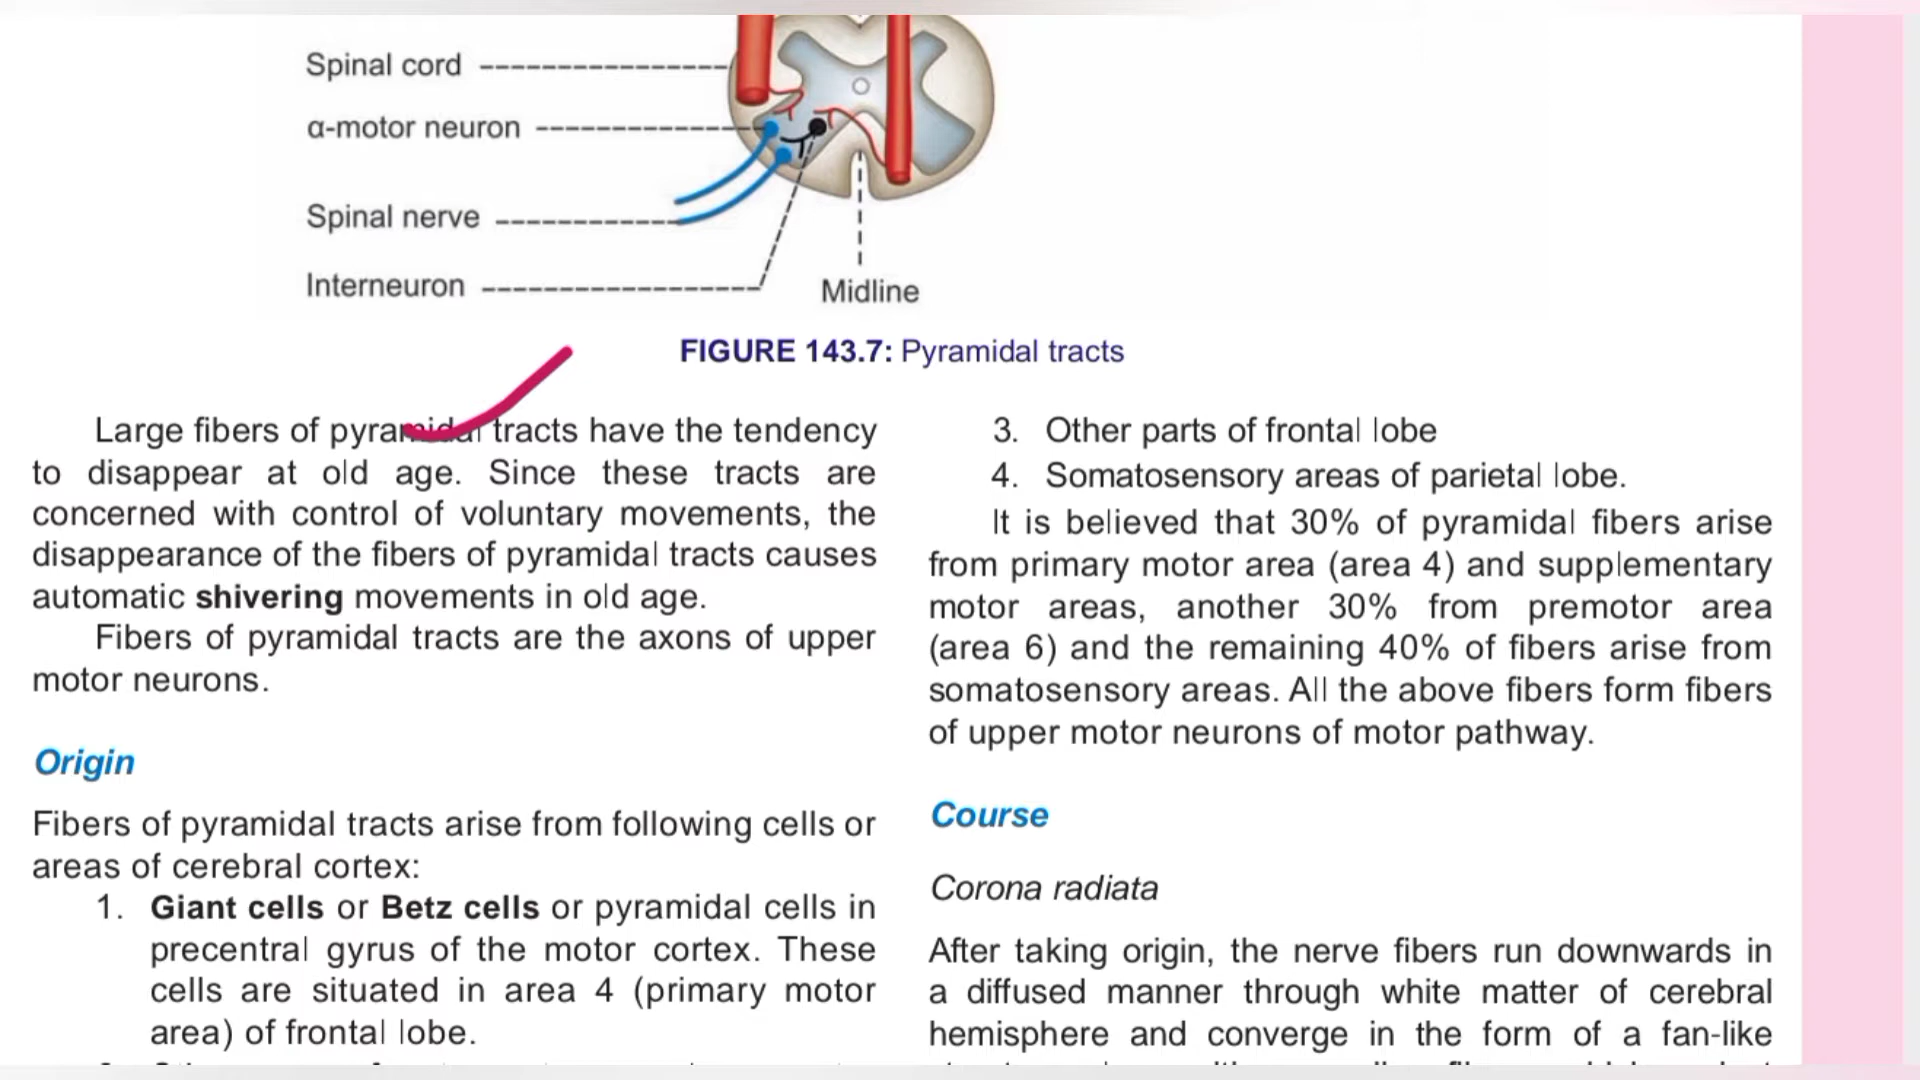 Spinal cord
α-motor neuron
Spinal nerve
Interneuron
Midline
FIGURE 143.7: Pyramidal tracts
Large fibers of pyramidal tracts have the tendency
to disappear at old age. Since these tracts are
concerned with control of voluntary movements, the
disappearance of the fibers of pyramidal tracts causes
automatic shivering movements in old age.
Fibers of pyramidal tracts are the axons of upper
motor neurons.
Origin
Fibers of pyramidal tracts arise from following cells or
areas of cerebral cortex:
1. Giant cells or Betz cells or pyramidal cells in
precentral gyrus of the motor cortex. These
cells are situated in area 4 (primary motor
area) of frontal lobe.
3. Other parts of frontal lobe
4. Somatosensory areas of parietal lobe.
It is believed that 30% of pyramidal fibers arise
from primary motor area (area 4) and supplementary
motor areas, another 30% from premotor area
(area 6) and the remaining 40% of fibers arise from
somatosensory areas. All the above fibers form fibers
of upper motor neurons of motor pathway.
Course
Corona radiata
After taking origin, the nerve fibers run downwards in
a diffused manner through white matter of cerebral
hemisphere and converge in the form of a fan-like